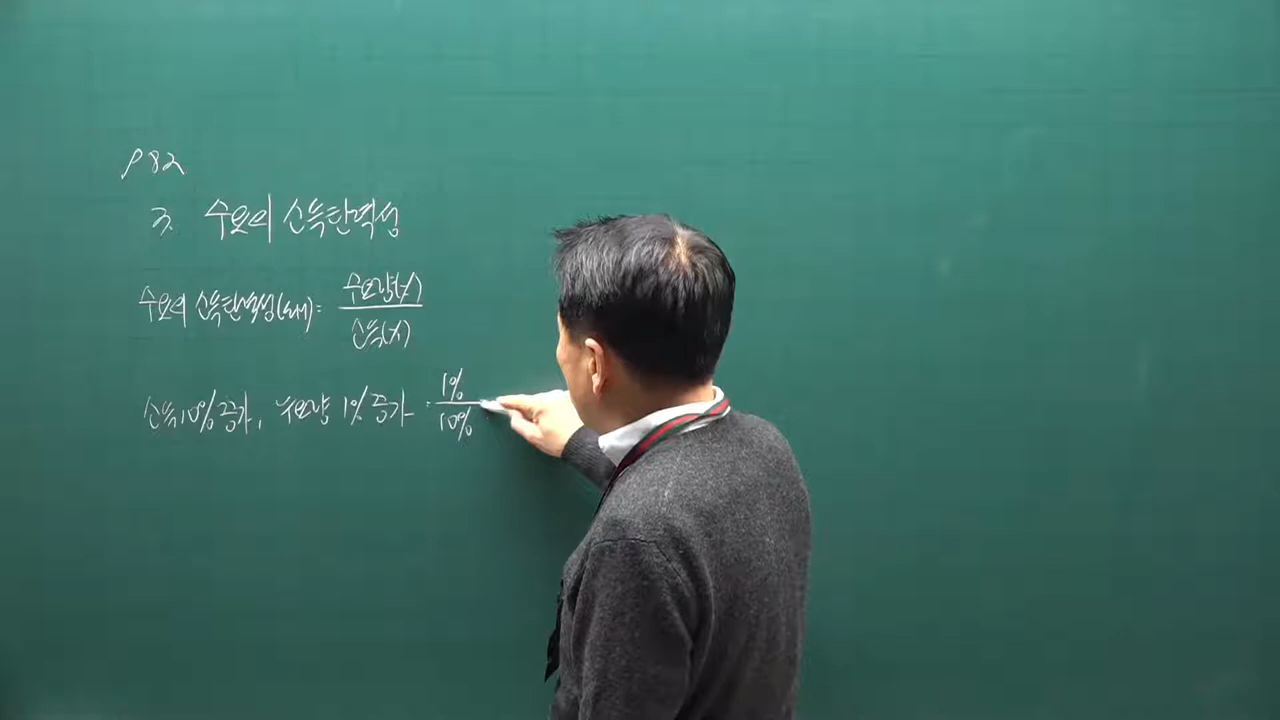 P82
3. 수요의 소득탄력성
수요의 소득탄력성( ) = 수요량(%) / 소득(%)
소득 10% 증가, 수요량 1% 증가 : 1% / 10%